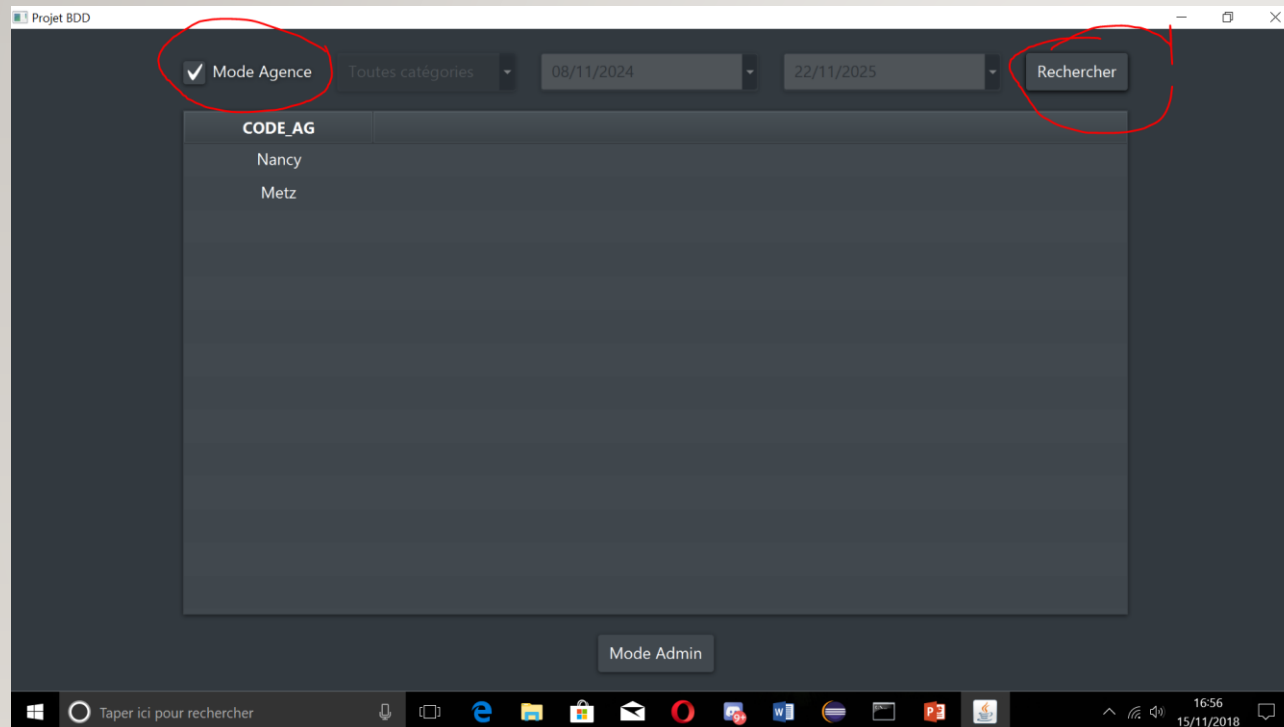 Projet BDD
Mode Agence Toutes catégories 08/11/2024 22/11/2025 Rechercher
CODE_AG
Nancy
Metz
Mode Admin
Taper ici pour rechercher 16:56
15/11/2018